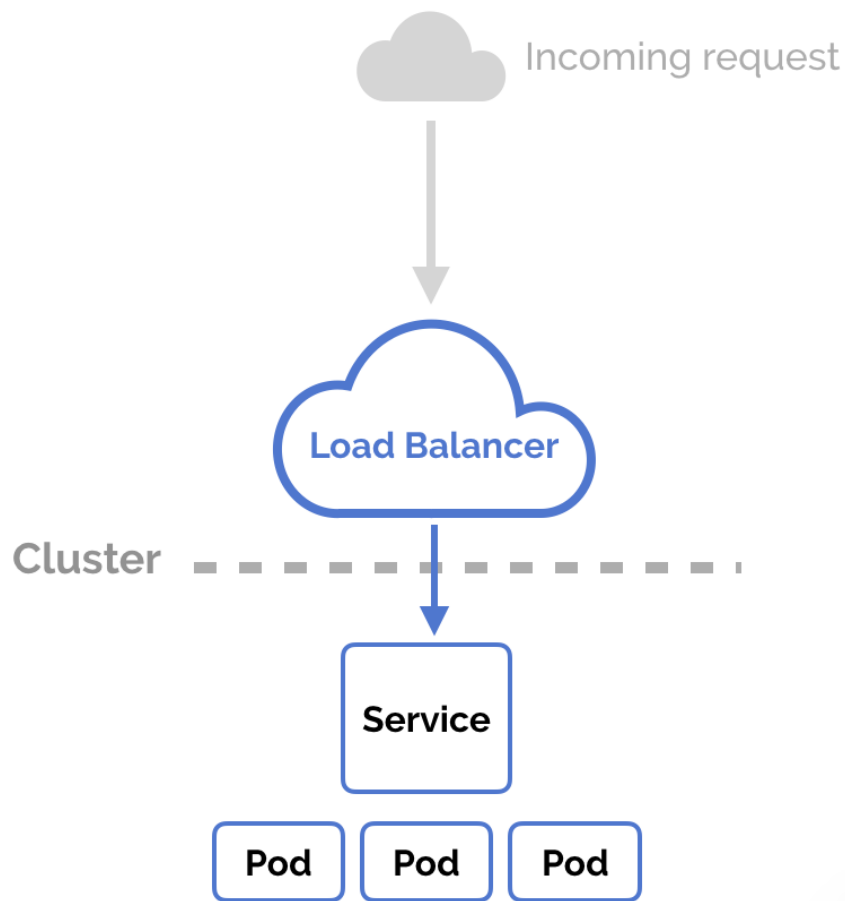 Incoming request
Load Balancer
Cluster
Service
Pod Pod Pod